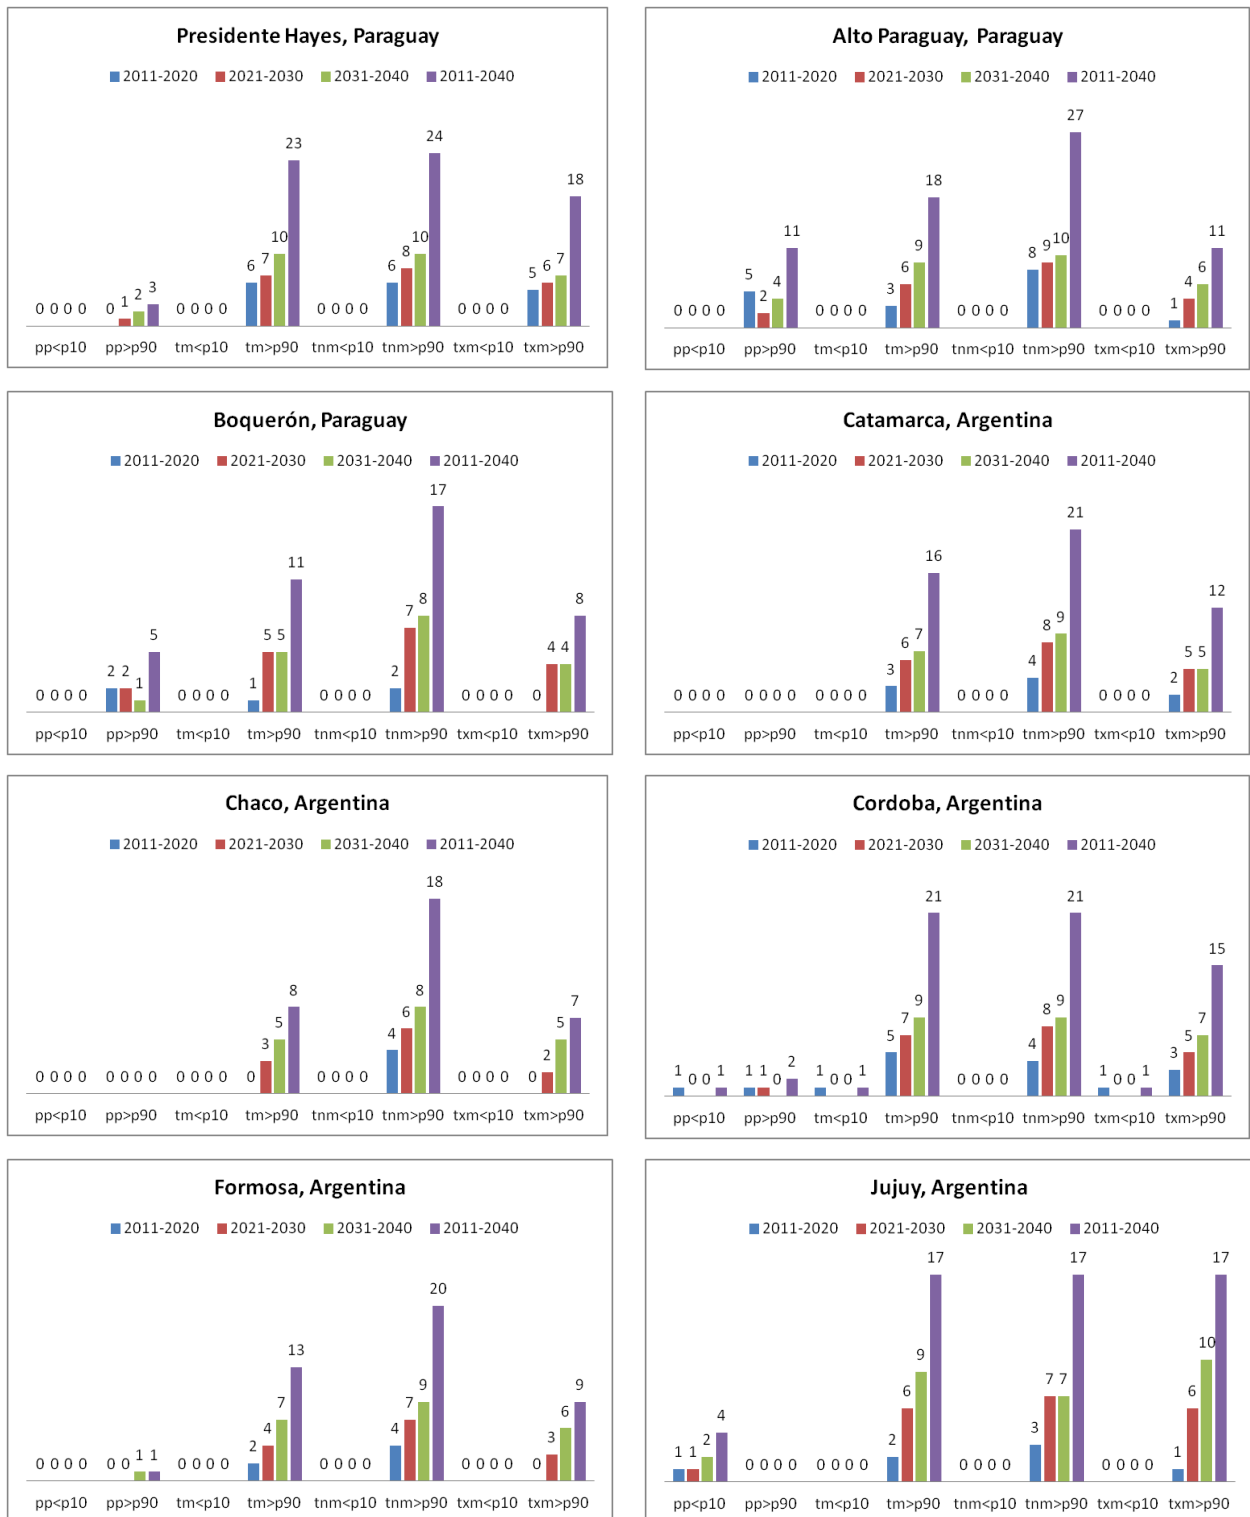 Presidente Hayes, Paraguay
2011-2020 2021-2030 2031-2040 2011-2040
0 0 0 0 0 1 2 3 0 0 0 0 6 7 10 23 0 0 0 0 6 8 10 24 0 0 0 0 5 6 7 18
pp<p10 pp>p90 tm<p10 tm>p90 tnm<p10 tnm>p90 txm<p10 txm>p90
Alto Paraguay, Paraguay
2011-2020 2021-2030 2031-2040 2011-2040
0 0 0 0 5 2 4 11 0 0 0 0 3 6 9 18 0 0 0 0 8 9 10 27 0 0 0 0 1 4 6 11
pp<p10 pp>p90 tm<p10 tm>p90 tnm<p10 tnm>p90 txm<p10 txm>p90
Boquerón, Paraguay
2011-2020 2021-2030 2031-2040 2011-2040
0 0 0 0 2 2 1 5 0 0 0 0 1 5 5 11 0 0 0 0 2 7 8 17 0 0 0 0 0 4 4 8
pp<p10 pp>p90 tm<p10 tm>p90 tnm<p10 tnm>p90 txm<p10 txm>p90
Catamarca, Argentina
2011-2020 2021-2030 2031-2040 2011-2040
0 0 0 0 0 0 0 0 0 0 0 0 3 6 7 16 0 0 0 0 4 8 9 21 0 0 0 0 2 5 5 12
pp<p10 pp>p90 tm<p10 tm>p90 tnm<p10 tnm>p90 txm<p10 txm>p90
Chaco, Argentina
2011-2020 2021-2030 2031-2040 2011-2040
0 0 0 0 0 0 0 0 0 0 0 0 0 3 5 8 0 0 0 0 4 6 8 18 0 0 0 0 0 2 5 7
pp<p10 pp>p90 tm<p10 tm>p90 tnm<p10 tnm>p90 txm<p10 txm>p90
Cordoba, Argentina
2011-2020 2021-2030 2031-2040 2011-2040
1 0 0 1 1 1 0 2 1 0 0 1 5 7 9 21 0 0 0 0 4 8 9 21 1 0 0 1 3 5 7 15
pp<p10 pp>p90 tm<p10 tm>p90 tnm<p10 tnm>p90 txm<p10 txm>p90
Formosa, Argentina
2011-2020 2021-2030 2031-2040 2011-2040
0 0 0 0 0 0 1 1 0 0 0 0 2 4 7 13 0 0 0 0 4 7 9 20 0 0 0 0 0 3 6 9
pp<p10 pp>p90 tm<p10 tm>p90 tnm<p10 tnm>p90 txm<p10 txm>p90
Jujuy, Argentina
2011-2020 2021-2030 2031-2040 2011-2040
1 1 2 4 0 0 0 0 0 0 0 0 2 6 9 17 0 0 0 0 3 7 7 17 0 0 0 0 1 6 10 17
pp<p10 pp>p90 tm<p10 tm>p90 tnm<p10 tnm>p90 txm<p10 txm>p90